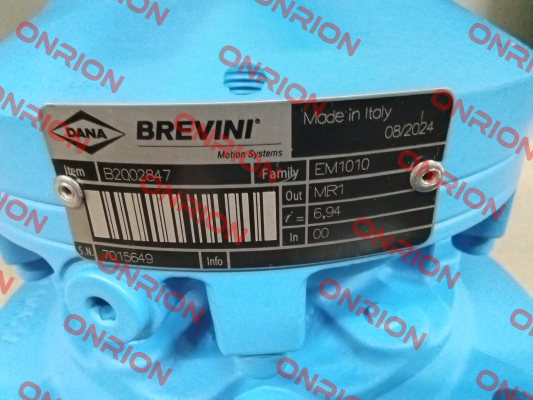 DANA
BREVINI®
Motion Systems
Made in Italy
08/2024
Item B2002847 Family EM1010
Out MR1
i = 6,94
In 00
S.N. 7015649 Info
ONRION